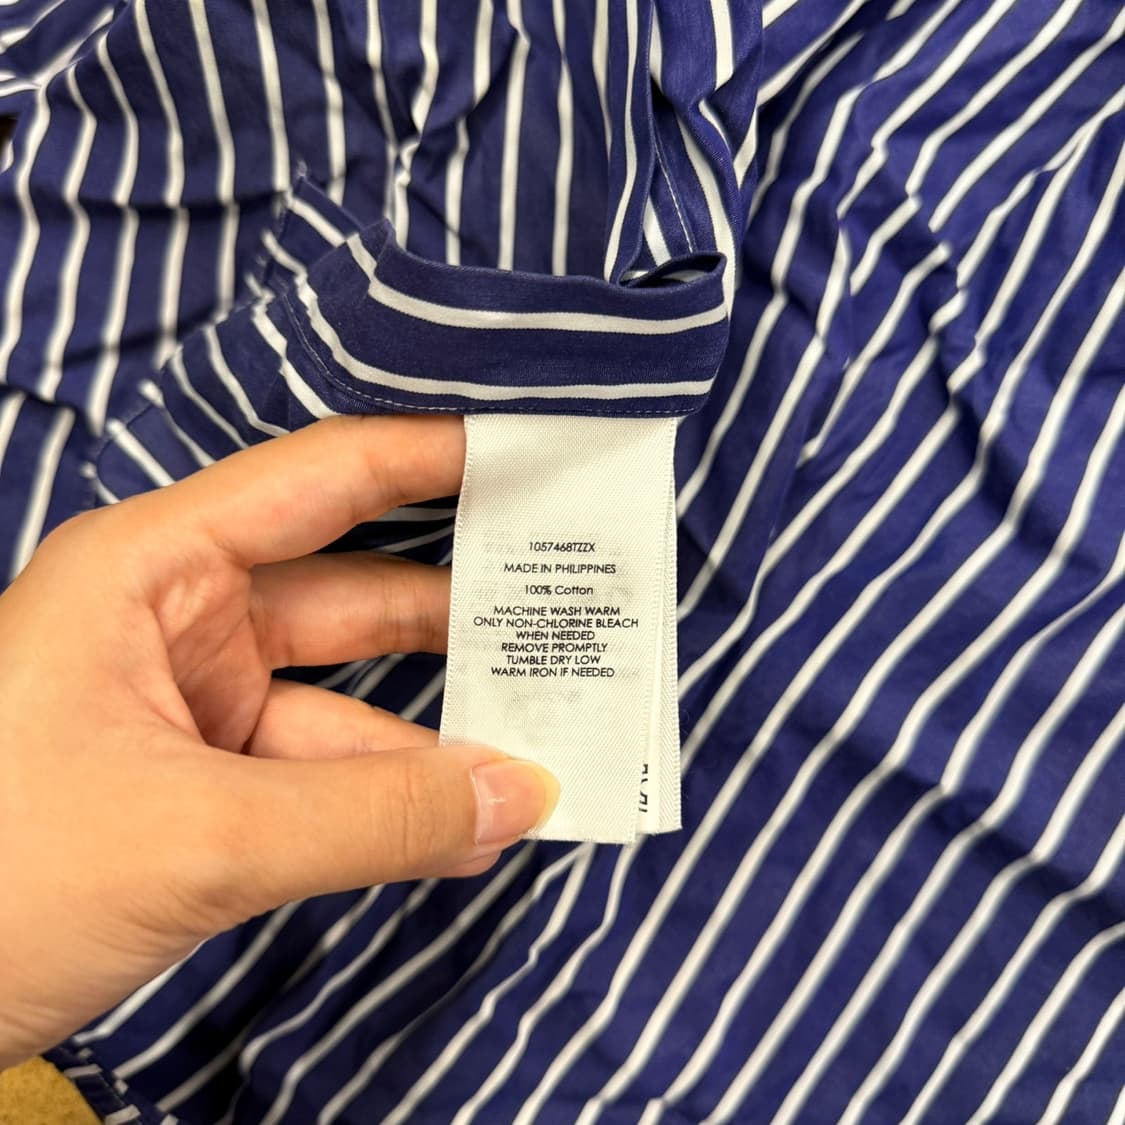 1057468TZZX
MADE IN PHILIPPINES
100% Cotton
MACHINE WASH WARM
ONLY NON-CHLORINE BLEACH
WHEN NEEDED
REMOVE PROMPTLY
TUMBLE DRY LOW
WARM IRON IF NEEDED